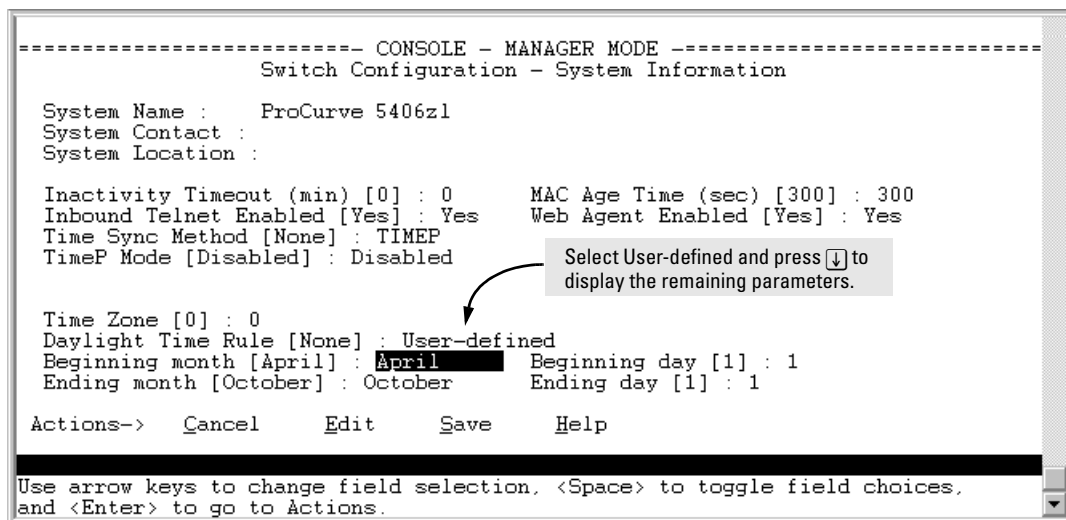 ===========================- CONSOLE - MANAGER MODE -============================
Switch Configuration - System Information
System Name : ProCurve 5406zl
System Contact :
System Location :
Inactivity Timeout (min) [0] : 0 MAC Age Time (sec) [300] : 300
Inbound Telnet Enabled [Yes] : Yes Web Agent Enabled [Yes] : Yes
Time Sync Method [None] : TIMEP
TimeP Mode [Disabled] : Disabled
Select User-defined and press ↓ to
display the remaining parameters.
Time Zone [0] : 0
Daylight Time Rule [None] : User-defined
Beginning month [April] : April Beginning day [1] : 1
Ending month [October] : October Ending day [1] : 1
Actions-> Cancel Edit Save Help
Use arrow keys to change field selection, <Space> to toggle field choices,
and <Enter> to go to Actions.